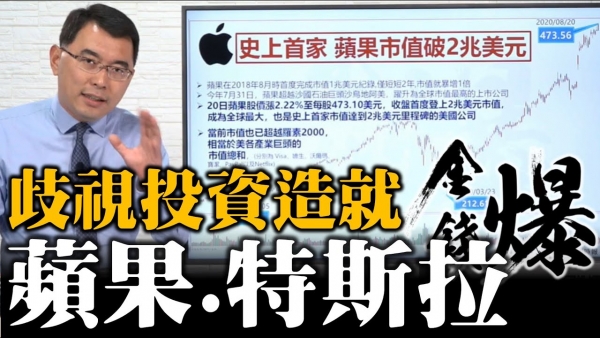 2020/08/20
473.56
史上首家 蘋果市值破2兆美元
蘋果在2018年8月時首度完成市值1兆美元紀錄,僅短短2年,市值就暴增1倍
今年7月31日,蘋果超越沙國石油巨頭沙烏地阿美,躍升為全球市值最高的上市公司
20日蘋果股價漲2.22%至每股473.10美元,收盤首度登上2兆美元市值,
成為全球最大,也是史上首家市值達到2兆美元里程碑的美國公司
當前市值也已超越羅素2000,
相當於美各產業巨頭的
市值總和,
03/23
212.6
金錢爆
歧視投資造就
蘋果.特斯拉